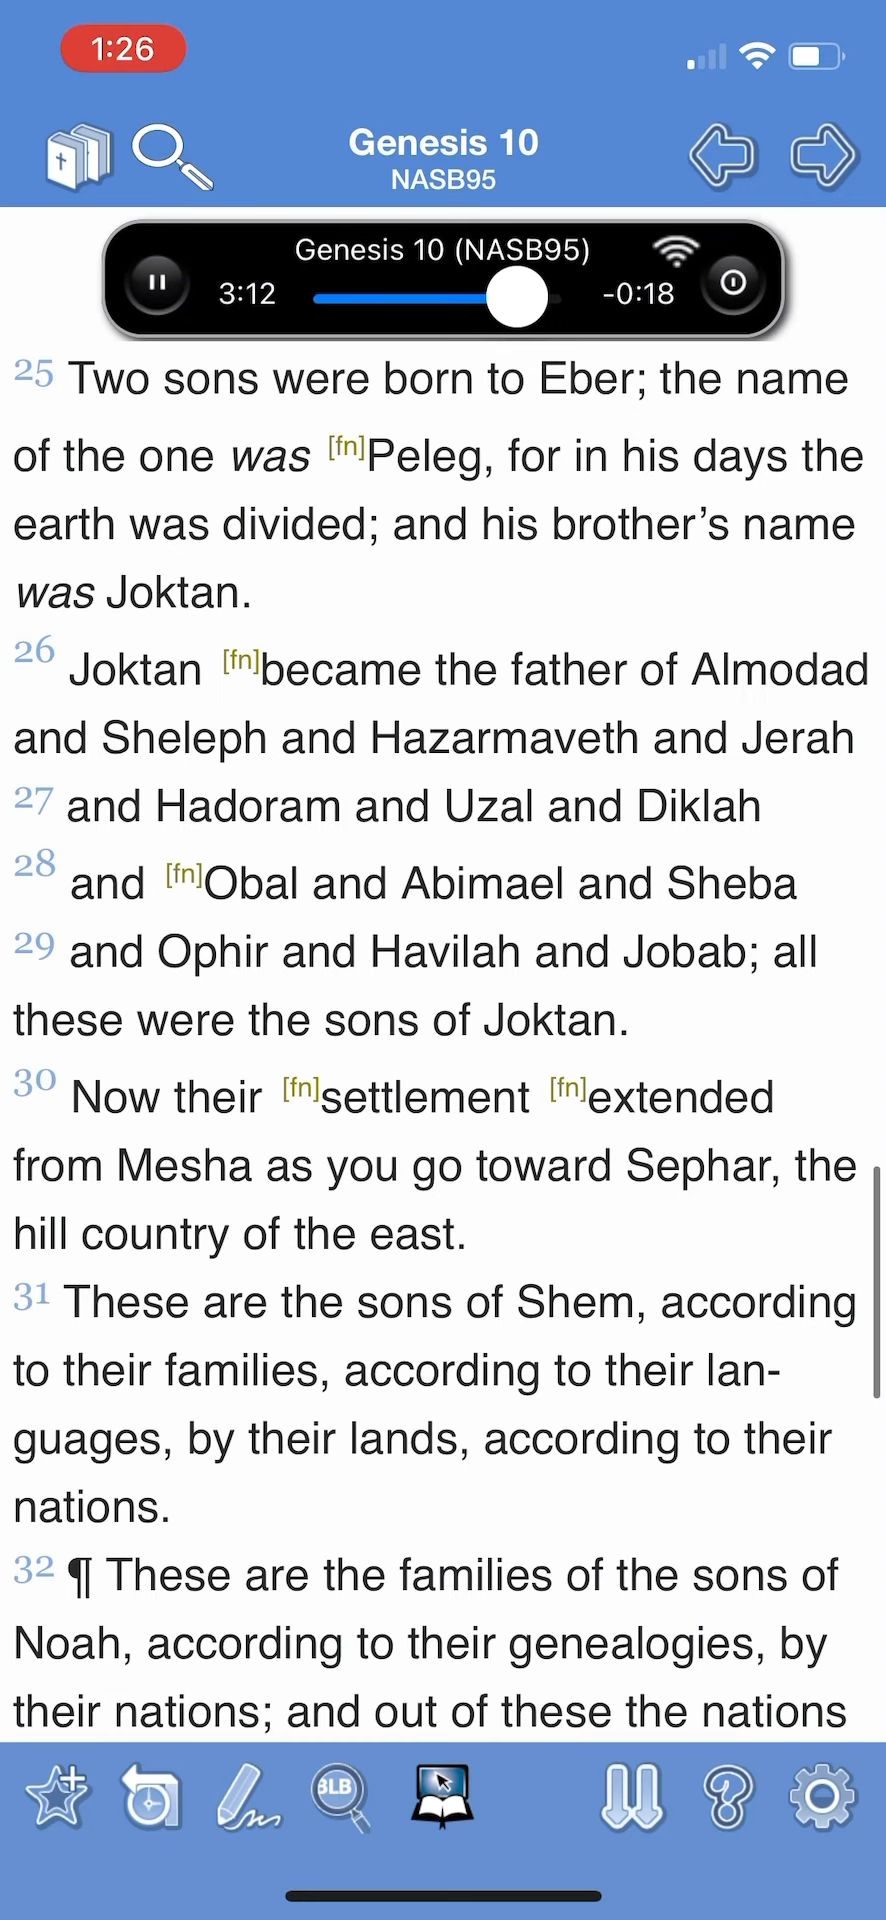 1:26
Genesis 10
NASB95
Genesis 10 (NASB95)
3:12 -0:18
25 Two sons were born to Eber; the name
of the one was [fn]Peleg, for in his days the
earth was divided; and his brother’s name
was Joktan.
26 Joktan [fn]became the father of Almodad
and Sheleph and Hazarmaveth and Jerah
27 and Hadoram and Uzal and Diklah
28 and [fn]Obal and Abimael and Sheba
29 and Ophir and Havilah and Jobab; all
these were the sons of Joktan.
30 Now their [fn]settlement [fn]extended
from Mesha as you go toward Sephar, the
hill country of the east.
31 These are the sons of Shem, according
to their families, according to their lan-
guages, by their lands, according to their
nations.
32 ¶ These are the families of the sons of
Noah, according to their genealogies, by
their nations; and out of these the nations
BLB